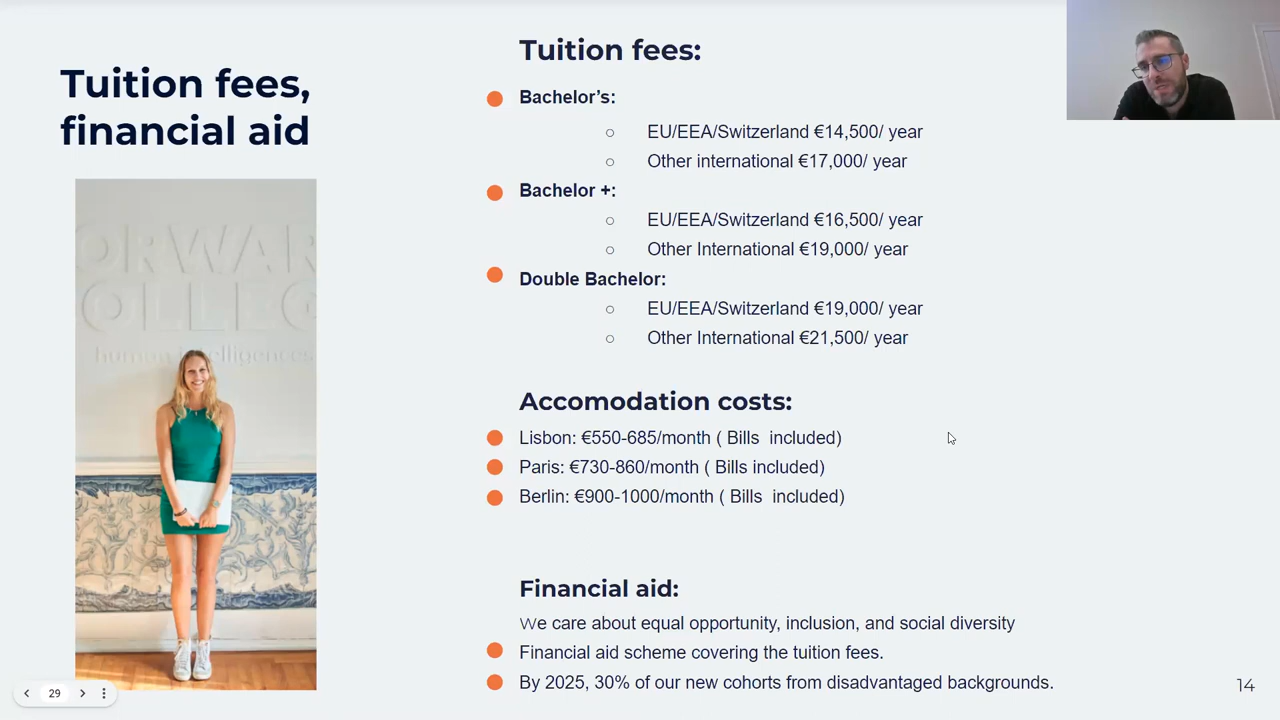 Tuition fees,
financial aid
ORWAR
OLLEG
human intelligences
Tuition fees:
Bachelor’s:
EU/EEA/Switzerland €14,500/ year
Other international €17,000/ year
Bachelor +:
EU/EEA/Switzerland €16,500/ year
Other International €19,000/ year
Double Bachelor:
EU/EEA/Switzerland €19,000/ year
Other International €21,500/ year
Accomodation costs:
Lisbon: €550-685/month ( Bills included)
Paris: €730-860/month ( Bills included)
Berlin: €900-1000/month ( Bills included)
Financial aid:
We care about equal opportunity, inclusion, and social diversity
Financial aid scheme covering the tuition fees.
By 2025, 30% of our new cohorts from disadvantaged backgrounds.
29
14